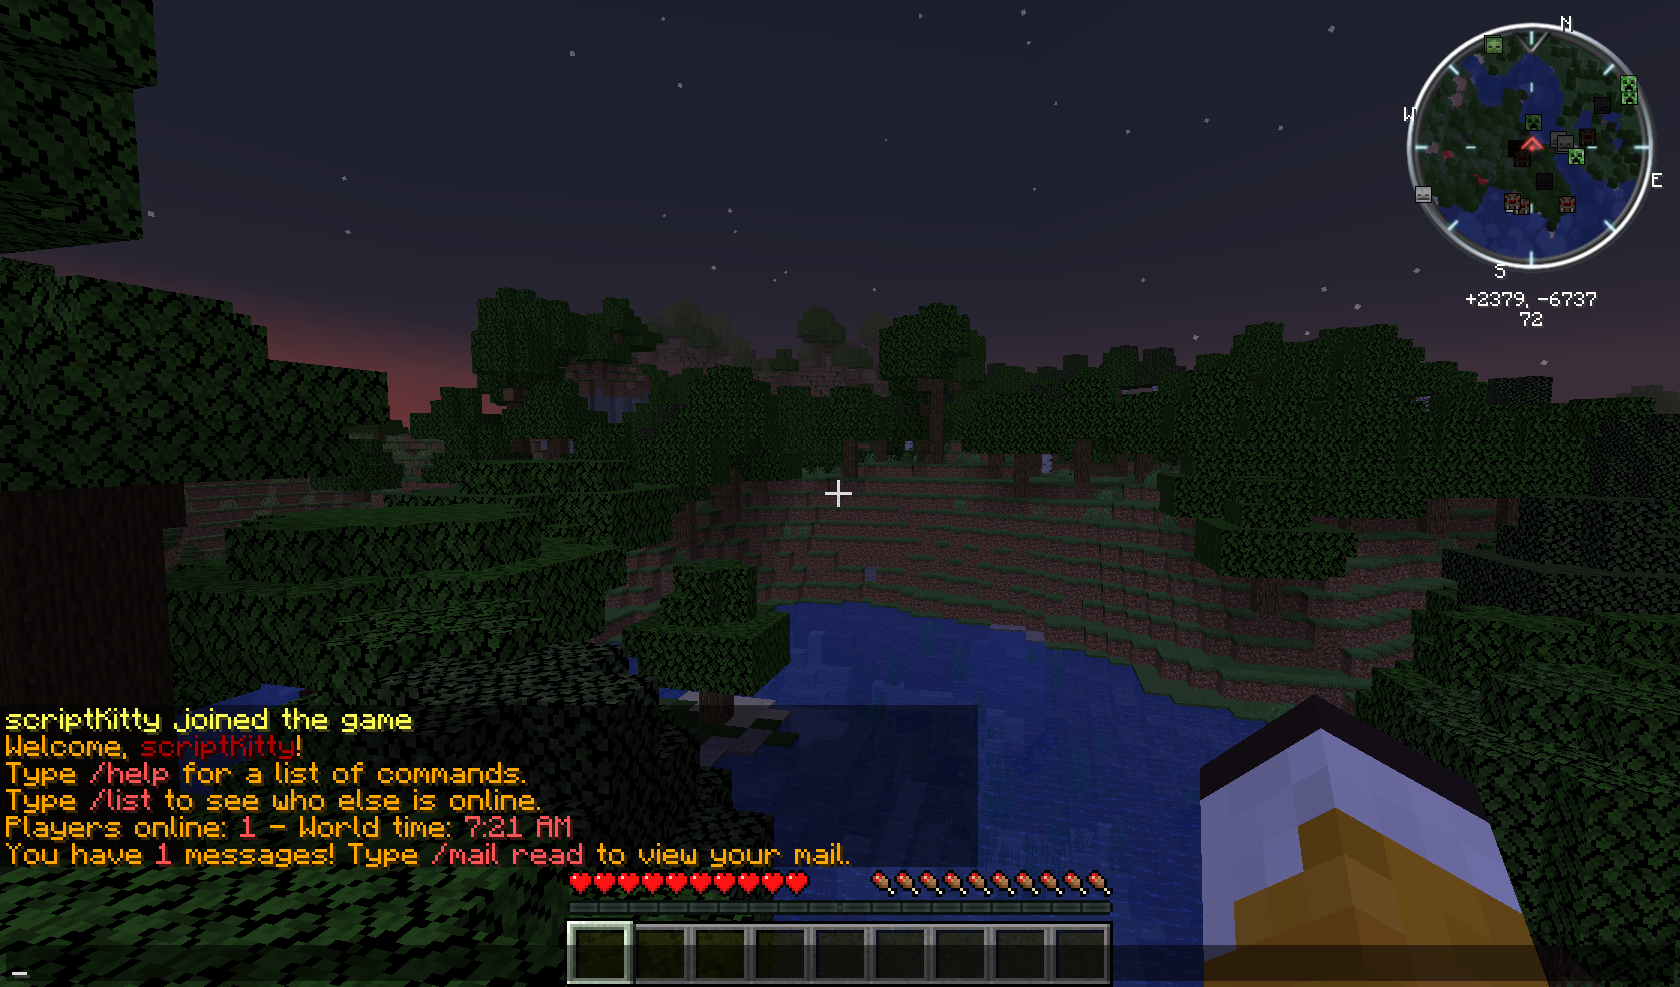 N
W
E
S
+2379, -6737
72
scriptKitty joined the game
Welcome, scriptKitty!
Type /help for a list of commands.
Type /list to see who else is online.
Players online: 1 - World time: 7:21 AM
You have 1 messages! Type /mail read to view your mail.
_